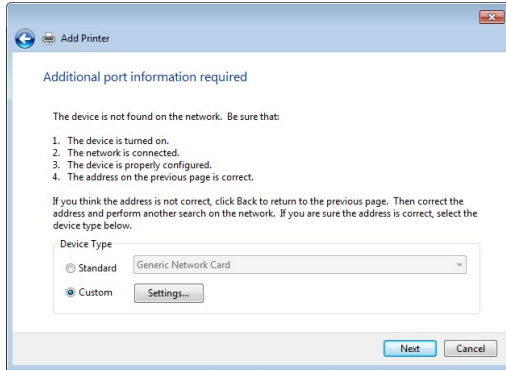 Add Printer
Additional port information required
The device is not found on the network. Be sure that:
1. The device is turned on.
2. The network is connected.
3. The device is properly configured.
4. The address on the previous page is correct.
If you think the address is not correct, click Back to return to the previous page. Then correct the
address and perform another search on the network. If you are sure the address is correct, select the
device type below.
Device Type
Standard Generic Network Card
Custom Settings...
Next Cancel